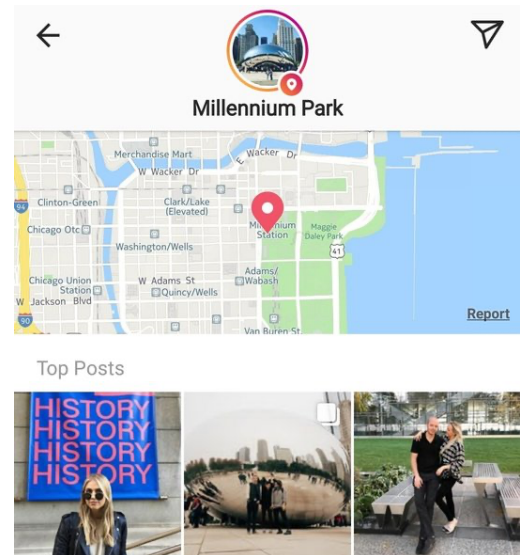 Millennium Park
Merchandise Mart
E Wacker Dr
W Wacker Dr
94
Clinton-Green
Clark/Lake
(Elevated)
Chicago Otc
Millennium
Station
Maggie
Daley Park
41
Washington/Wells
Adams/
Wabash
Chicago Union
Station
W Adams St
Quincy/Wells
W Jackson Blvd
90
Van Buren St
Report
Top Posts
HISTORY
HISTORY
HISTORY
HISTORY